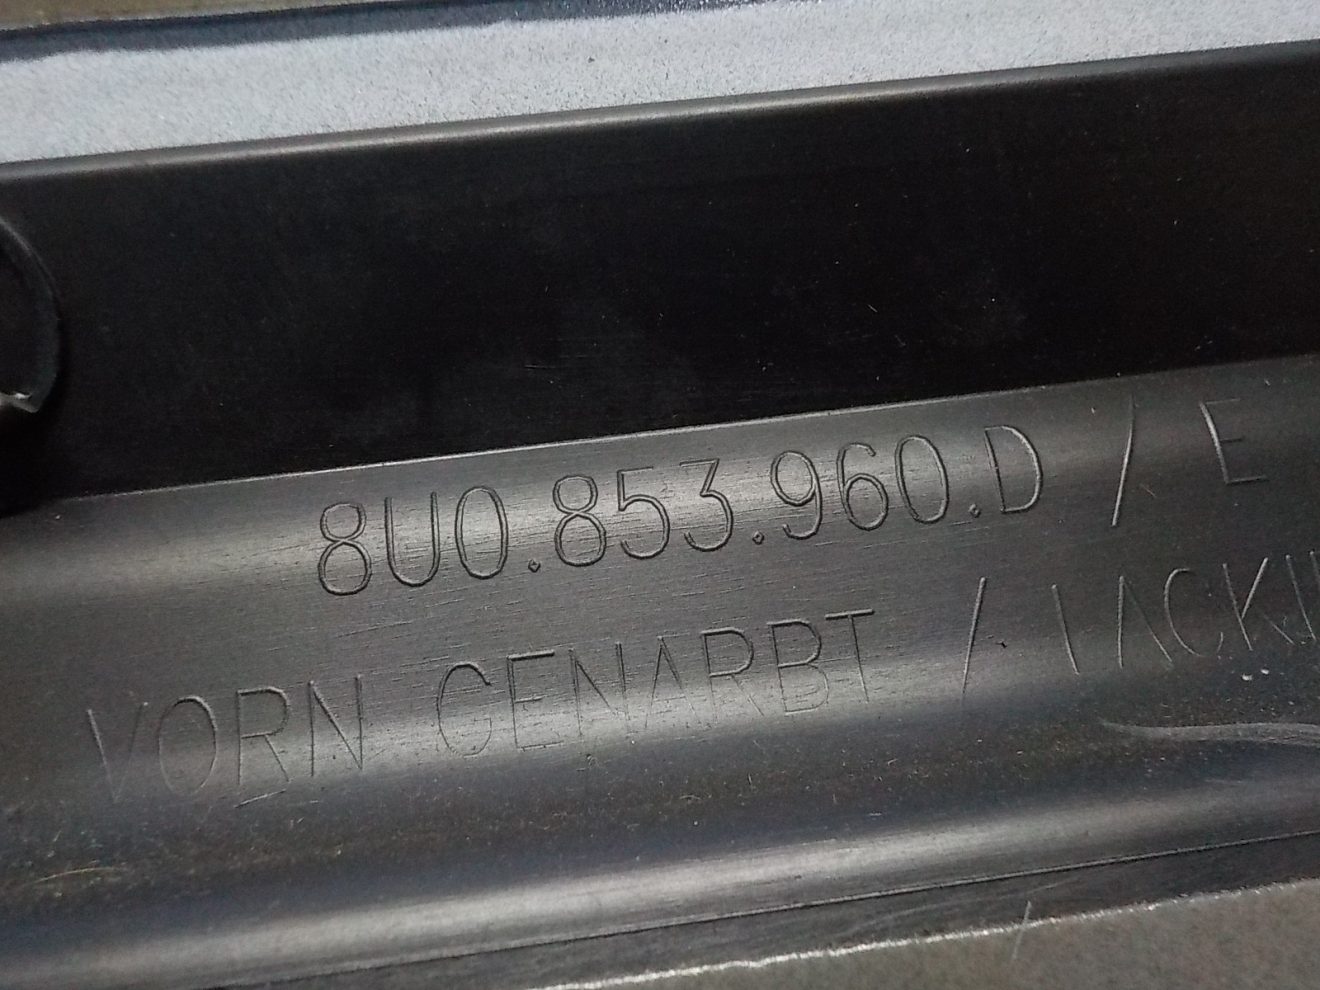 8U0.853.960.D / E
VORN GENARBT /